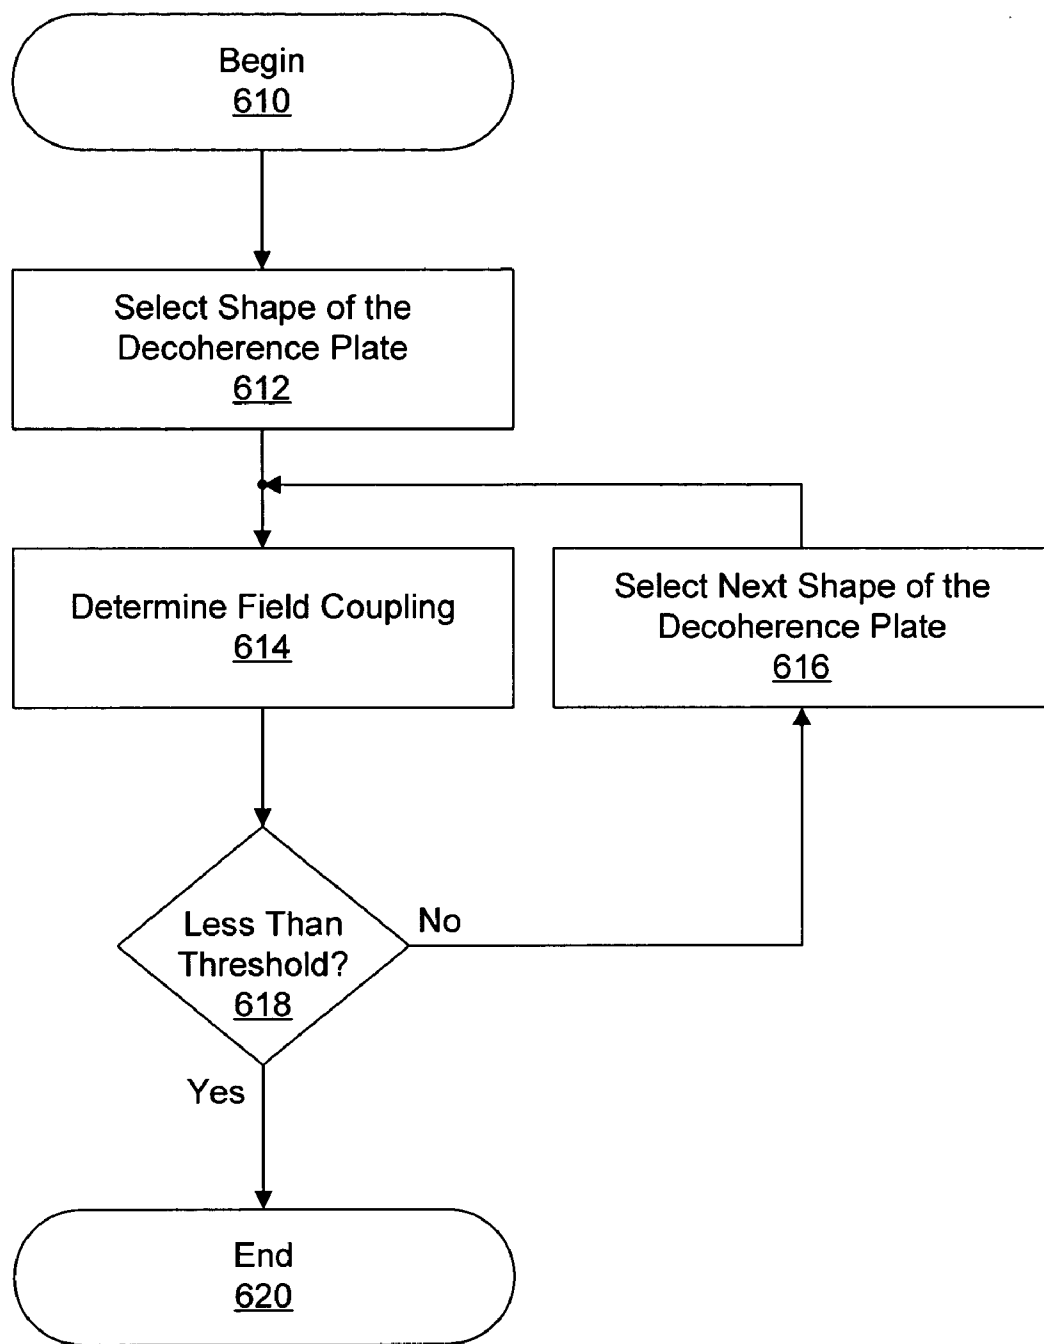 Begin
610
Select Shape of the
Decoherence Plate
612
Determine Field Coupling
614
Select Next Shape of the
Decoherence Plate
616
Less Than
Threshold?
618
No
Yes
End
620